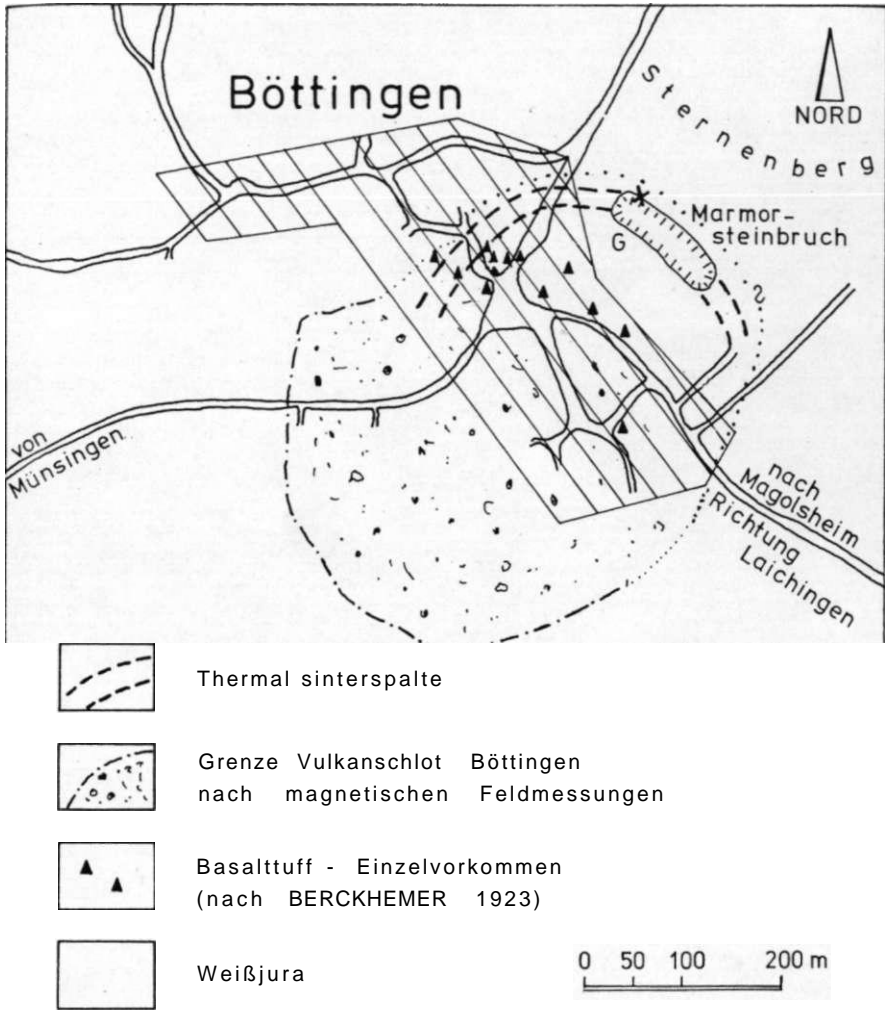 Böttingen
Sternenberg
NORD
Marmor-
steinbruch
G
von
Münsingen
nach
Magolsheim
Richtung
Laichingen
Thermal sinterspalte
Grenze Vulkanschlot Böttingen
nach magnetischen Feldmessungen
Basalttuff - Einzelvorkommen
(nach BERCKHEMER 1923)
Weißjura
0 50 100 200 m